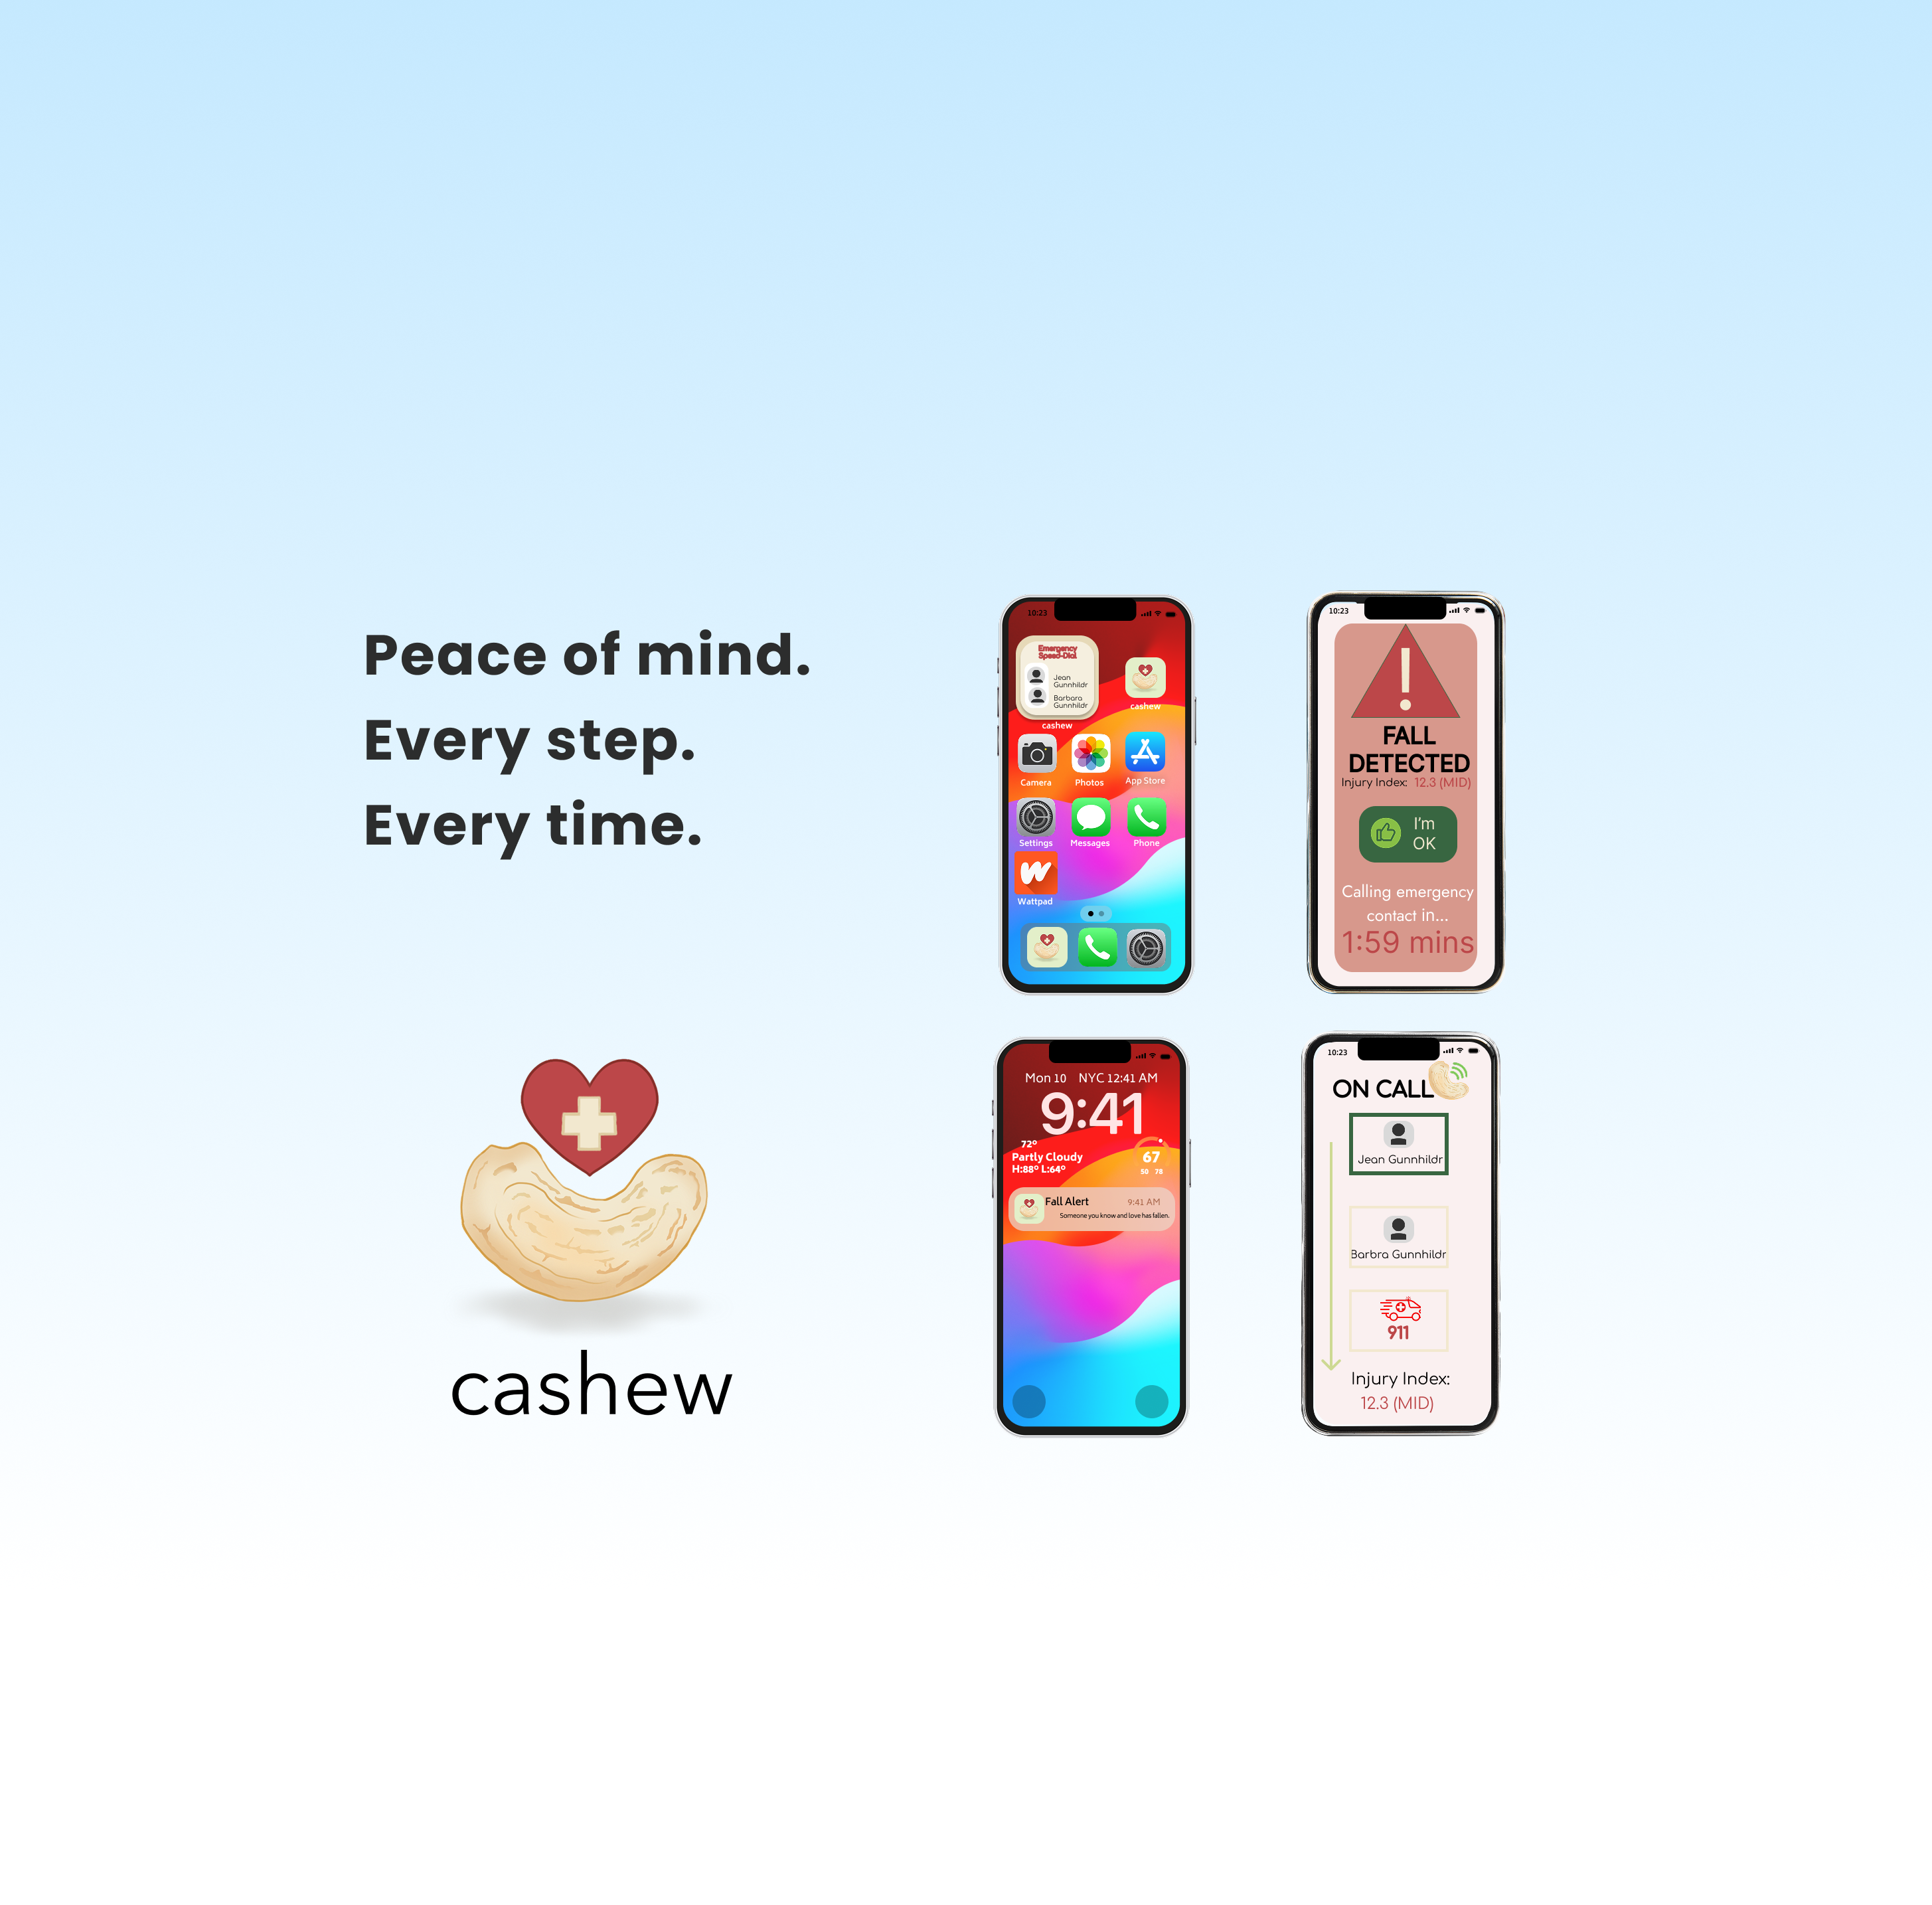 Peace of mind.
Every step.
Every time.
cashew
10:23
Emergency
Speed-Dial
Jean
Gunnhildr
Barbara
Gunnhildr
cashew
cashew
Camera
Photos
App Store
Settings
Messages
Phone
Wattpad
10:23
FALL
DETECTED
Injury Index: 12.3 (MID)
I'm
OK
Calling emergency
contact in...
1:59 mins
Mon 10 NYC 12:41 AM
9:41
72º
Partly Cloudy
H:88º L:64º
67
50 78
Fall Alert 9:41 AM
Someone you know and love has fallen.
10:23
ON CALL
Jean Gunnhildr
Barbra Gunnhildr
911
Injury Index:
12.3 (MID)